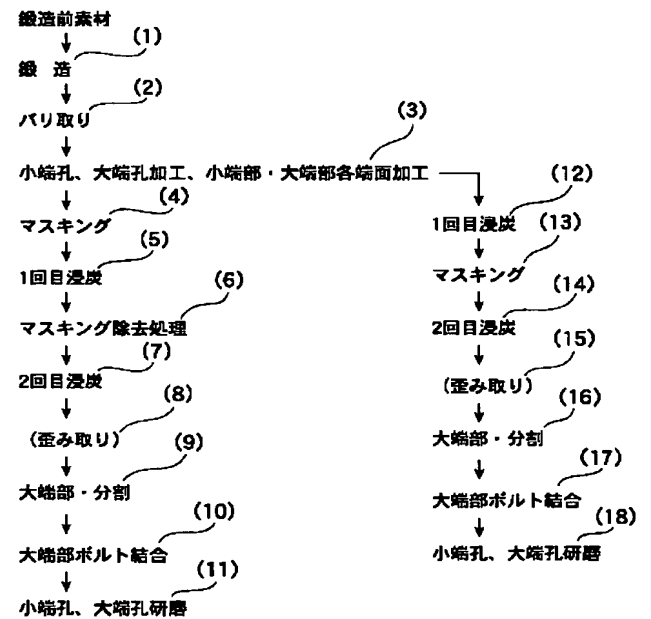 鍛造前素材
(1)
鍛 造
(2)
バリ取り
(3)
小端孔、大端孔加工、小端部・大端部各端面加工
(4)
マスキング
(5)
1回目浸炭
(6)
マスキング除去処理
(7)
2回目浸炭
(8)
(歪み取り)
(9)
大端部・分割
(10)
大端部ボルト結合
(11)
小端孔、大端孔研磨
(12)
1回目浸炭
(13)
マスキング
(14)
2回目浸炭
(15)
(歪み取り)
(16)
大端部・分割
(17)
大端部ボルト結合
(18)
小端孔、大端孔研磨